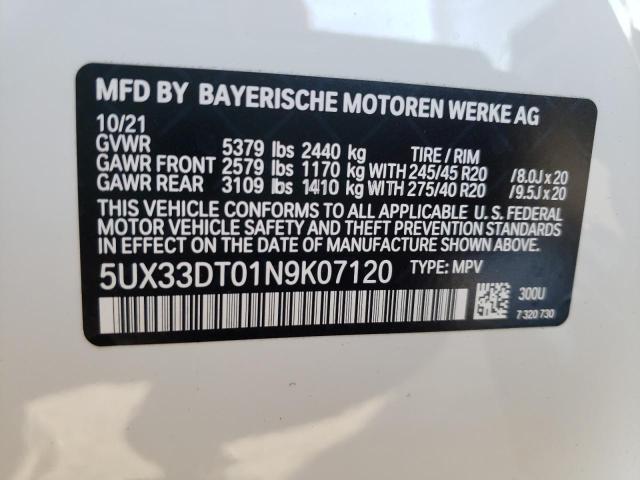 MFD BY BAYERISCHE MOTOREN WERKE AG
10/21
GVWR 5379 lbs 2440 kg TIRE / RIM
GAWR FRONT 2579 lbs 1170 kg WITH 245/45 R20 /8.0J x 20
GAWR REAR 3109 lbs 1410 kg WITH 275/40 R20 /9.5J x 20
THIS VEHICLE CONFORMS TO ALL APPLICABLE U. S. FEDERAL
MOTOR VEHICLE SAFETY AND THEFT PREVENTION STANDARDS
IN EFFECT ON THE DATE OF MANUFACTURE SHOWN ABOVE.
5UX33DT01N9K07120 TYPE: MPV
300U
7 320 730